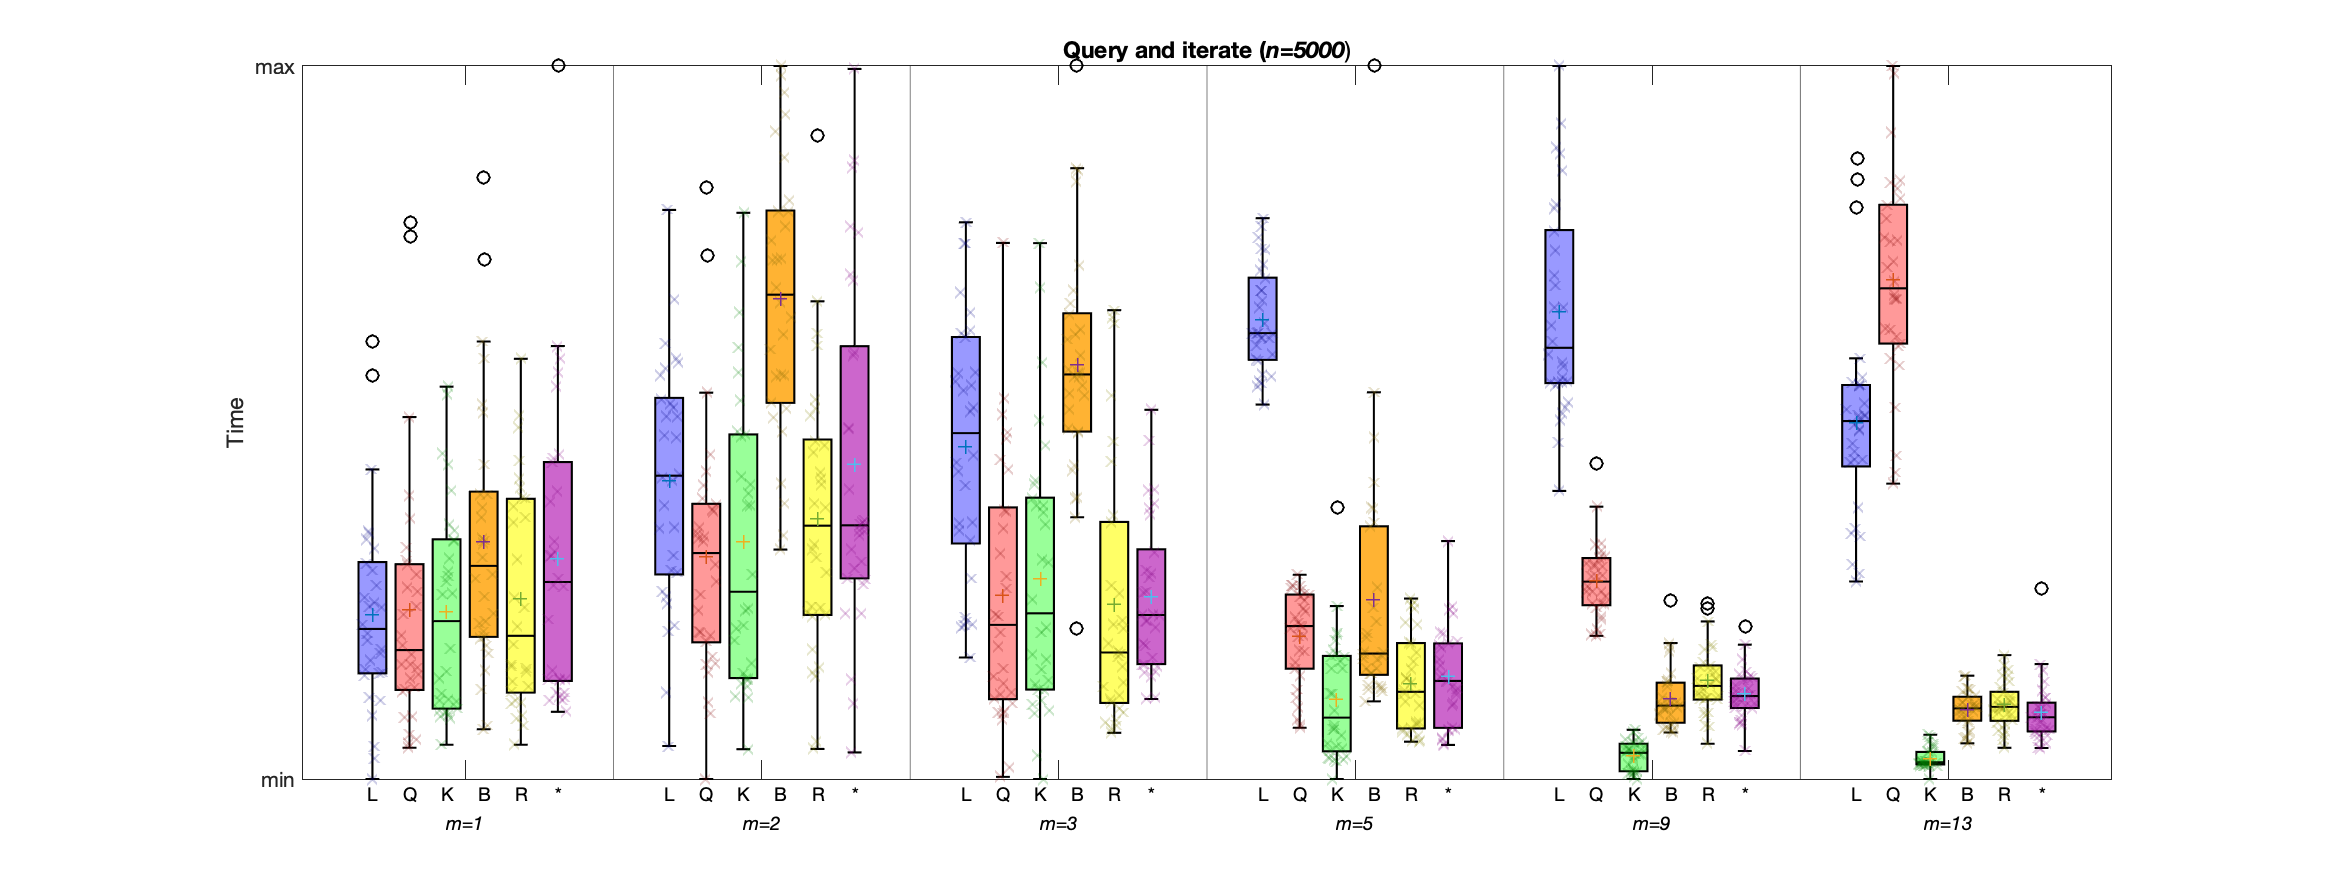 Query and iterate (n=5000)
max
Time
min
L Q K B R * L Q K B R * L Q K B R * L Q K B R * L Q K B R * L Q K B R *
m=1 m=2 m=3 m=5 m=9 m=13